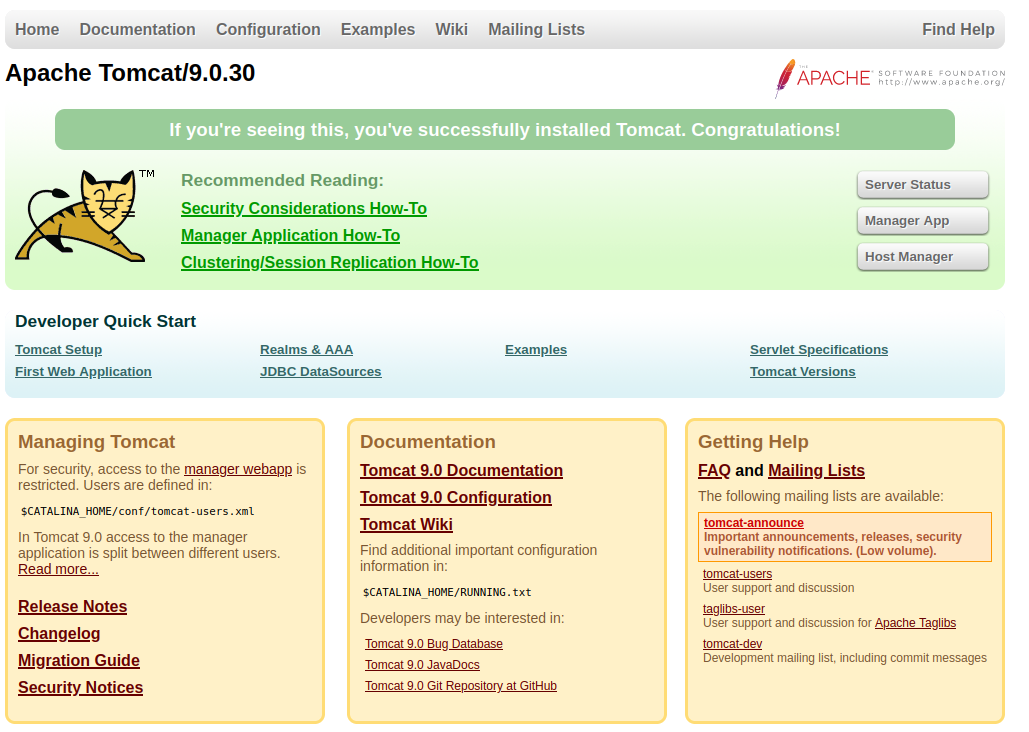 Home Documentation Configuration Examples Wiki Mailing Lists Find Help
Apache Tomcat/9.0.30
THE
APACHE SOFTWARE FOUNDATION
http://www.apache.org/
If you're seeing this, you've successfully installed Tomcat. Congratulations!
TM
Recommended Reading:
Security Considerations How-To
Manager Application How-To
Clustering/Session Replication How-To
Server Status
Manager App
Host Manager
Developer Quick Start
Tomcat Setup
First Web Application
Realms & AAA
JDBC DataSources
Examples
Servlet Specifications
Tomcat Versions
Managing Tomcat
For security, access to the manager webapp is
restricted. Users are defined in:
$CATALINA_HOME/conf/tomcat-users.xml
In Tomcat 9.0 access to the manager
application is split between different users.
Read more...
Release Notes
Changelog
Migration Guide
Security Notices
Documentation
Tomcat 9.0 Documentation
Tomcat 9.0 Configuration
Tomcat Wiki
Find additional important configuration
information in:
$CATALINA_HOME/RUNNING.txt
Developers may be interested in:
Tomcat 9.0 Bug Database
Tomcat 9.0 JavaDocs
Tomcat 9.0 Git Repository at GitHub
Getting Help
FAQ and Mailing Lists
The following mailing lists are available:
tomcat-announce
Important announcements, releases, security
vulnerability notifications. (Low volume).
tomcat-users
User support and discussion
taglibs-user
User support and discussion for Apache Taglibs
tomcat-dev
Development mailing list, including commit messages